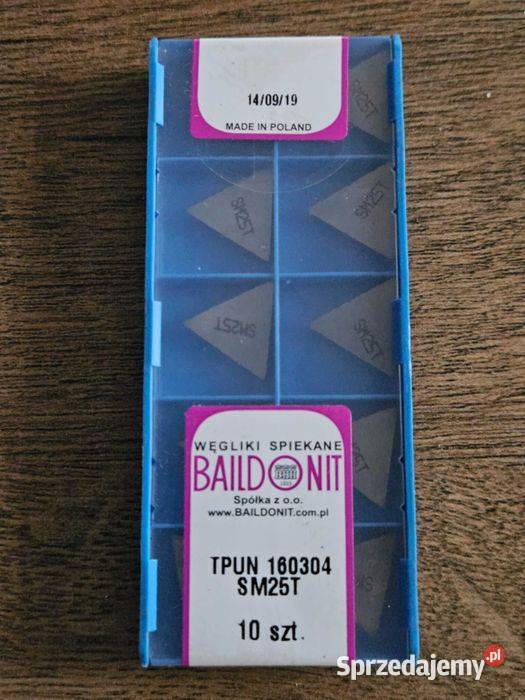 14/09/19
MADE IN POLAND
SM25T
SM25T
SM25T
SM25T
SM25T
WĘGLIKI SPIEKANE
BAILDONIT
Spółka z o.o.
www.BAILDONIT.com.pl
TPUN 160304
SM25T
10 szt.
Sprzedajemy.pl